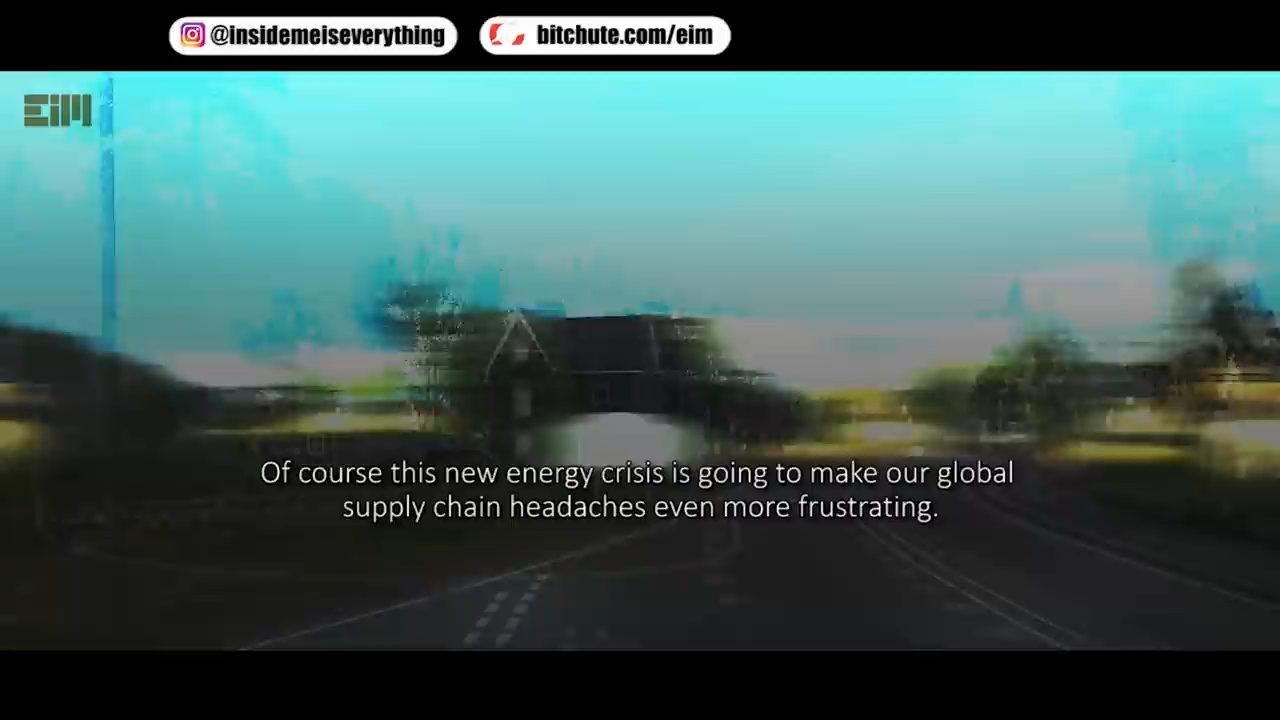 @insidemeiseverything
bitchute.com/eim
EiM
Of course this new energy crisis is going to make our global
supply chain headaches even more frustrating.